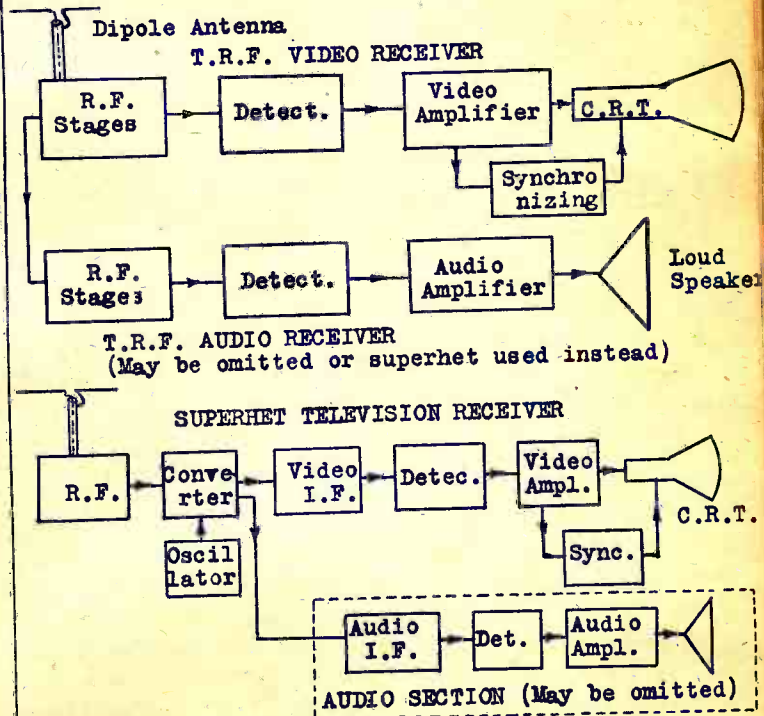 Dipole Antenna
T.R.F. VIDEO RECEIVER
R.F.
Stages
Detect.
Video
Amplifier
C.R.T.
Synchro
nizing
R.F.
Stages
Detect.
Audio
Amplifier
Loud
Speaker
T.R.F. AUDIO RECEIVER
(May be omitted or superhet used instead)
SUPERHET TELEVISION RECEIVER
R.F.
Conve
rter
Video
I.F.
Detec.
Video
Ampl.
C.R.T.
Oscil
lator
Sync.
Audio
I.F.
Det.
Audio
Ampl.
AUDIO SECTION (May be omitted)